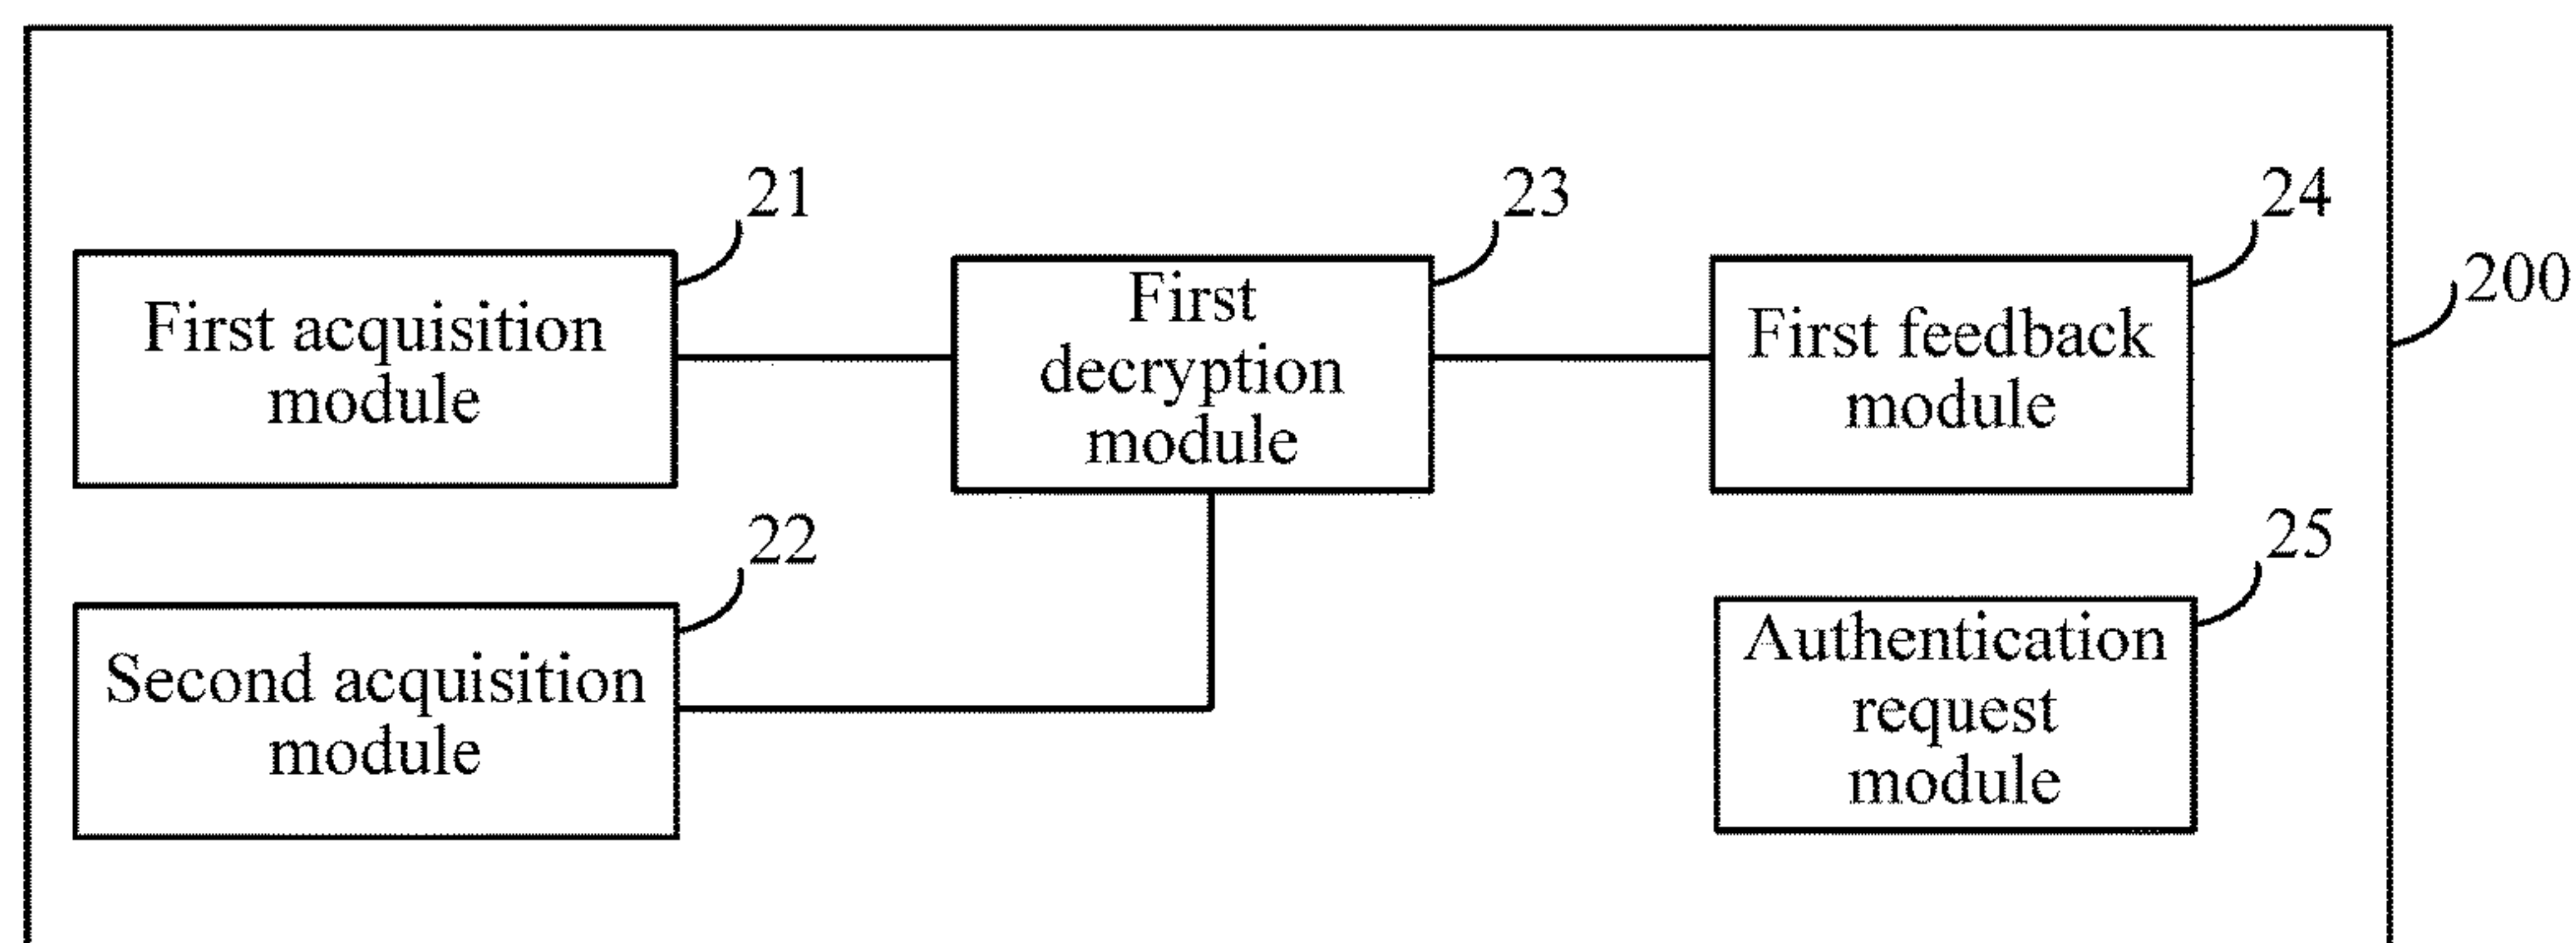 21
First acquisition
module
23
First
decryption
module
24
First feedback
module
200
22
Second acquisition
module
25
Authentication
request
module